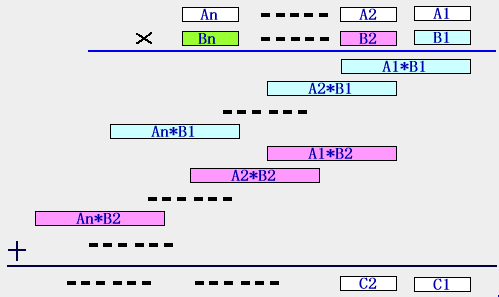 An ------ A2 A1
× Bn ------ B2 B1
A1*B1
A2*B1
------
An*B1
A1*B2
A2*B2
------
An*B2
+ ------
------ ------ C2 C1